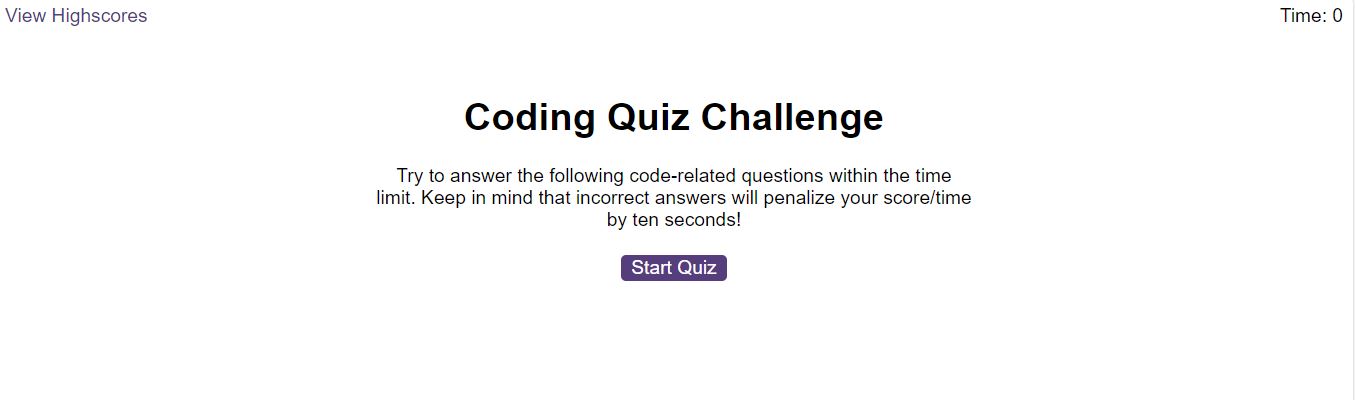 View Highscores
Time: 0
Coding Quiz Challenge
Try to answer the following code-related questions within the time
limit. Keep in mind that incorrect answers will penalize your score/time
by ten seconds!
Start Quiz